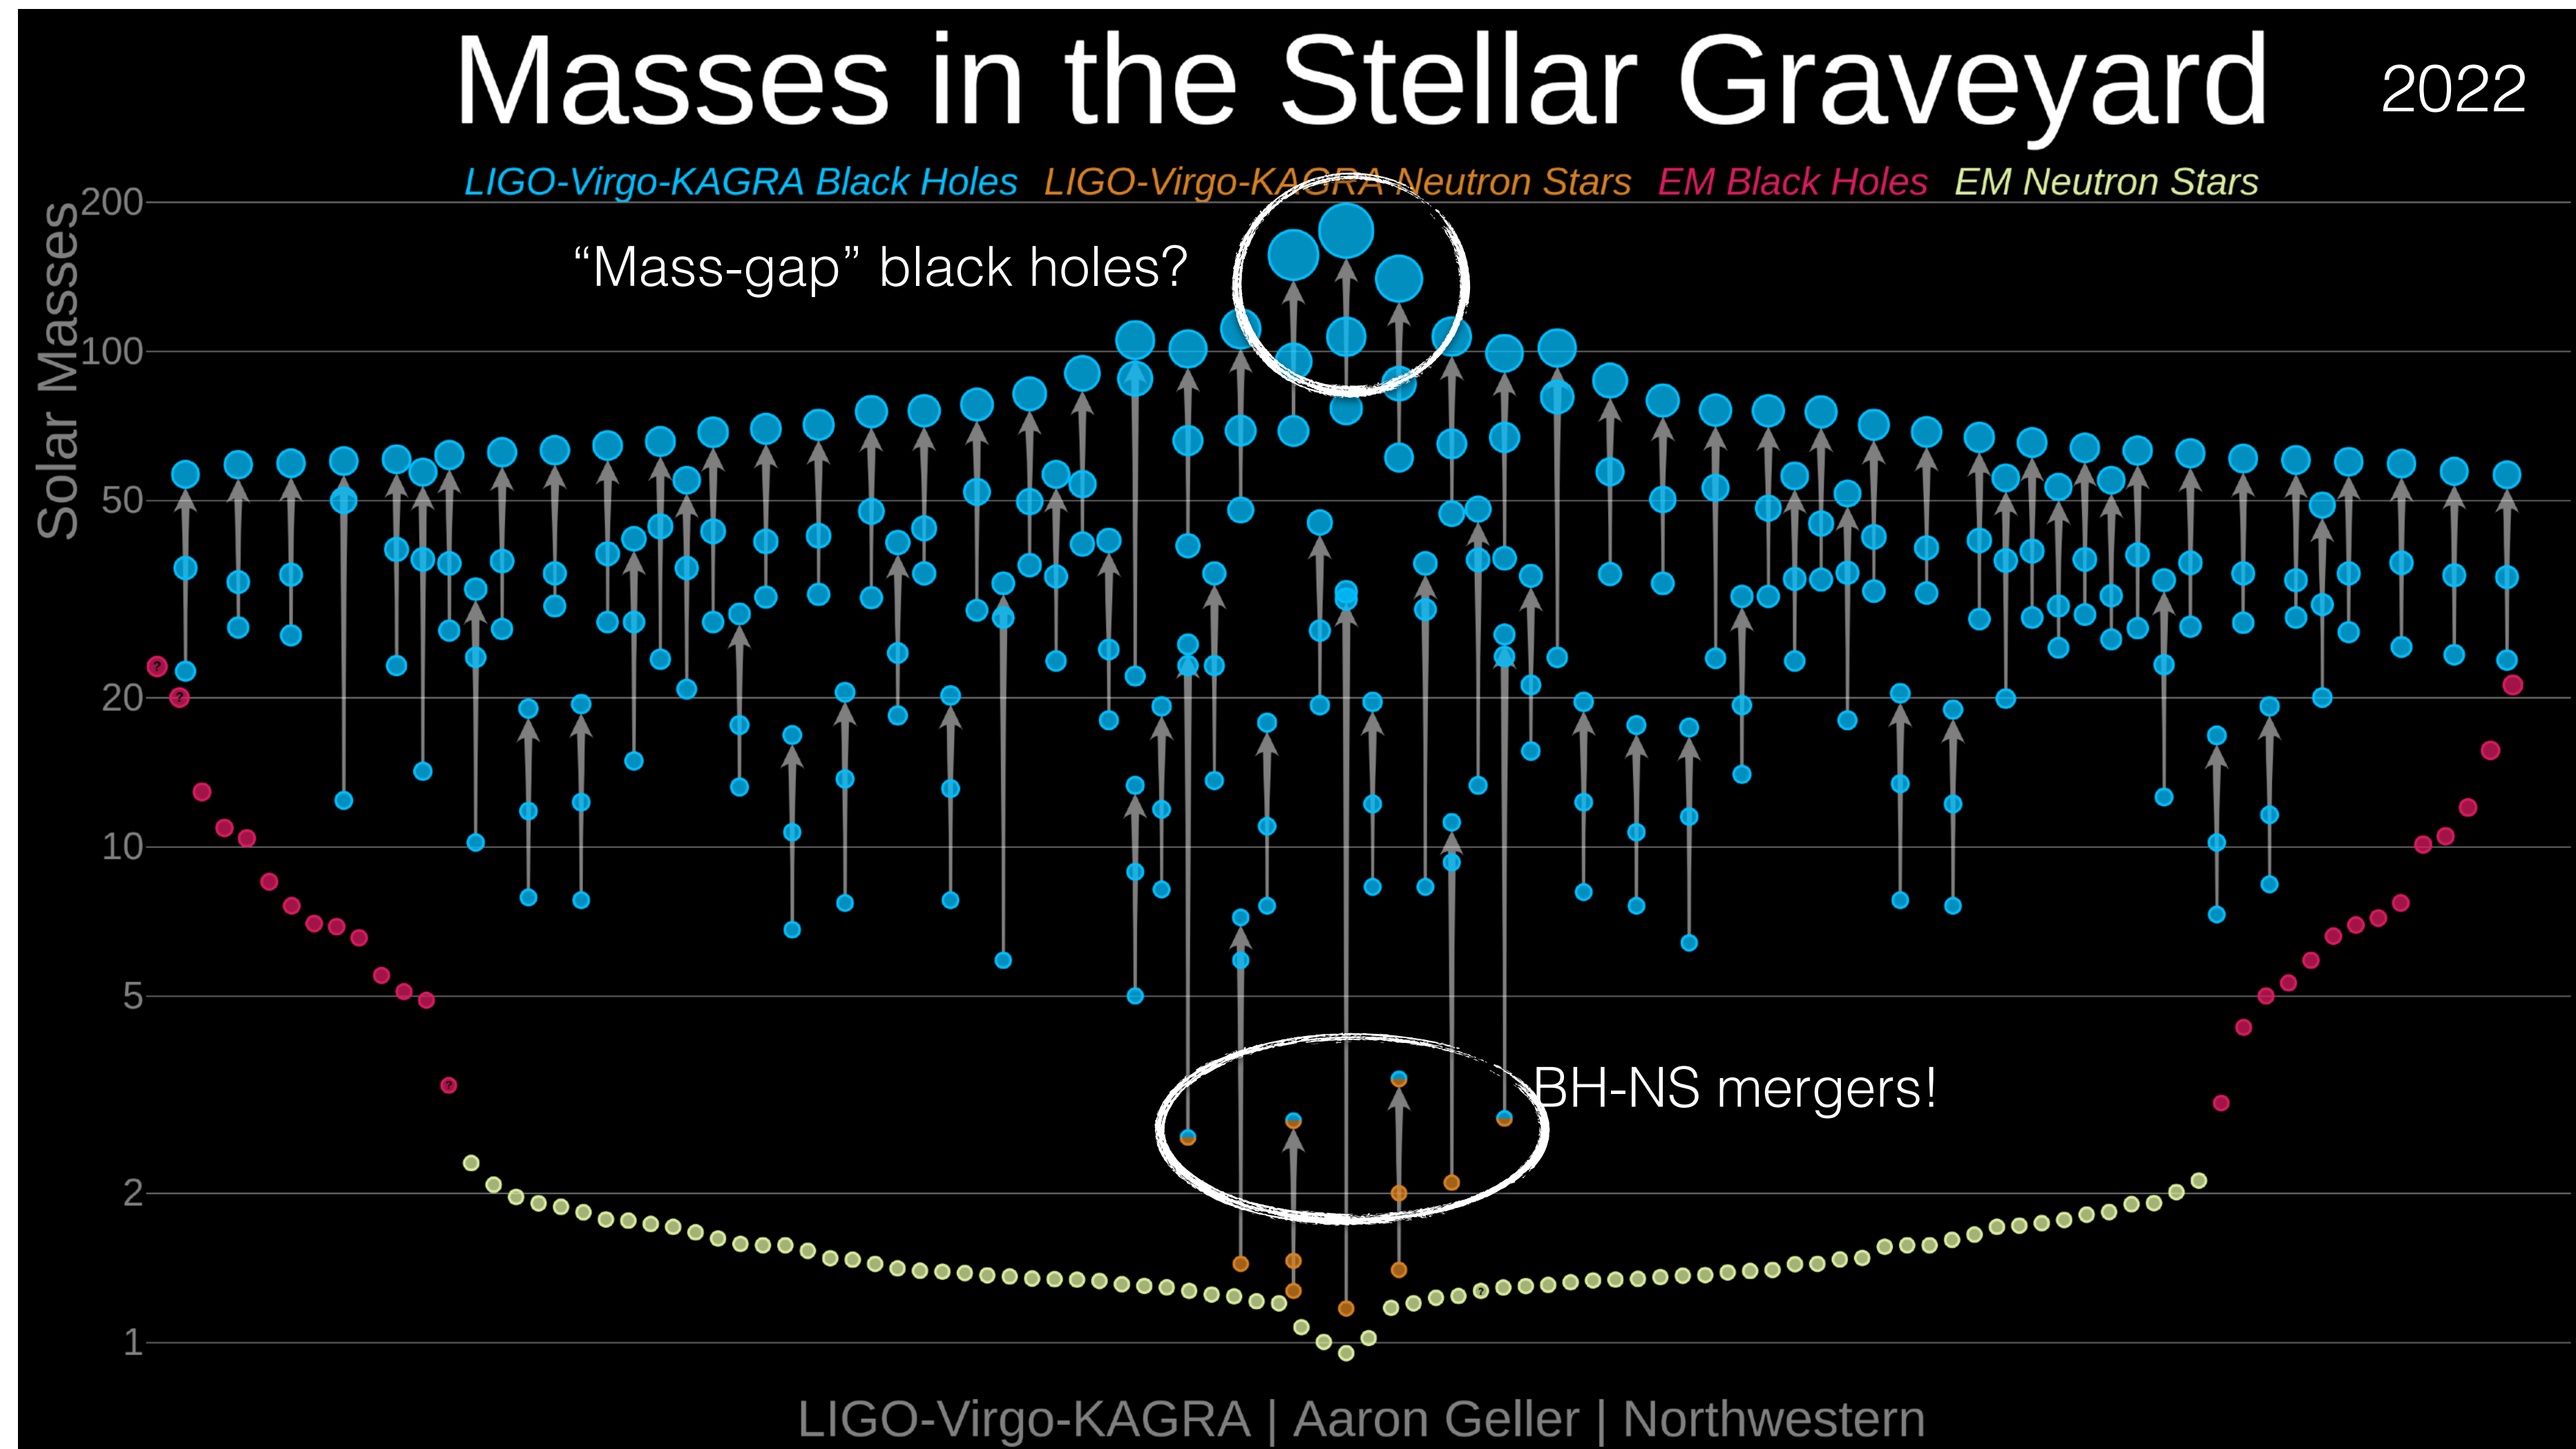 Masses in the Stellar Graveyard
2022
LIGO-Virgo-KAGRA Black Holes LIGO-Virgo-KAGRA Neutron Stars EM Black Holes EM Neutron Stars
Solar Masses
200
100
50
20
10
5
2
1
“Mass-gap” black holes?
?
?
?
?
BH-NS mergers!
LIGO-Virgo-KAGRA | Aaron Geller | Northwestern